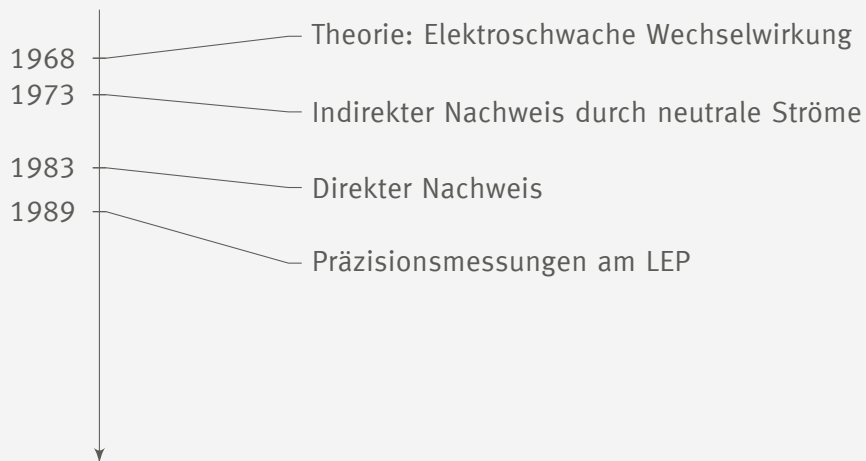 1968 Theorie: Elektroschwache Wechselwirkung
1973 Indirekter Nachweis durch neutrale Ströme
1983 Direkter Nachweis
1989 Präzisionsmessungen am LEP